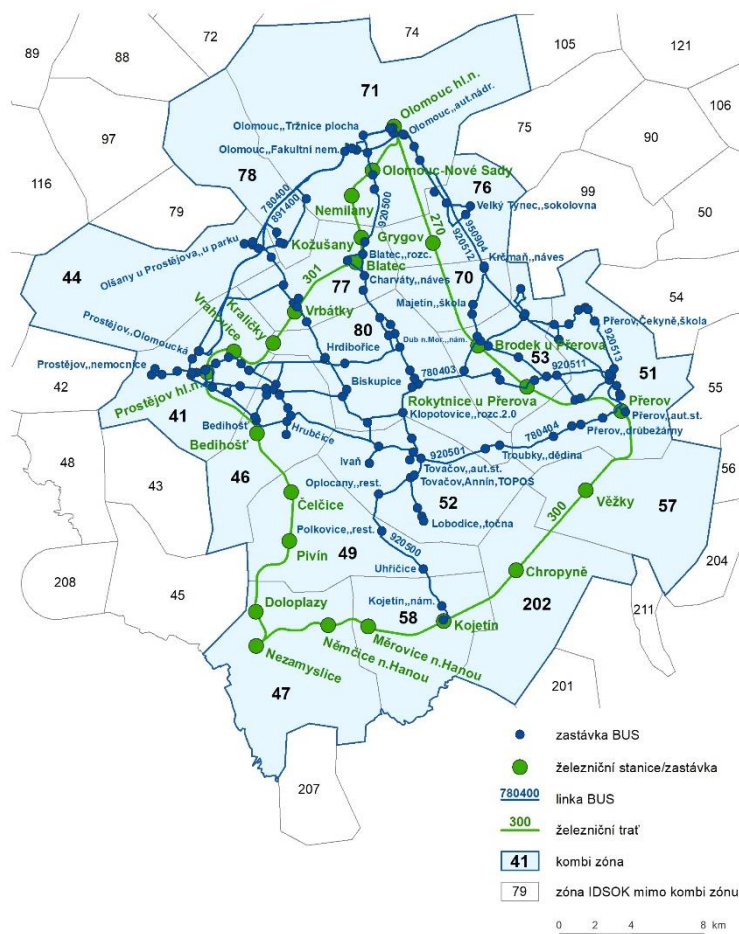 72
74
105
121
89
88
71
Olomouc hl.n.
106
Olomouc,,Tržnice plocha
Olomouc,,aut.nádr.
75
90
97
Olomouc,,Fakultní nem.
Olomouc-Nové Sady
78
116
76
99
79
780400
891400
Nemilany
920500
270
Velký Týnec,,sokolovna
50
950904
920512
Grygov
Kožušany
Blatec,,rozc.
Krčmaň,,náves
44
Olšany u Prostějova,,u parku
301
Blatec
70
77
Charváty,,náves
54
Vrahovice
Kraličky
Vrbátky
Majetín,,škola
Přerov,Čekyně,škola
Prostějov,,Olomoucká
80
Dub n.Mor.,,nám.
Brodek u Přerova
920513
Hrdibořice
53
Prostějov,,nemocnice
42
51
Prostějov hl.n.
Biskupice
780403
920511
55
Rokytnice u Přerova
Přerov
41
Klopotovice,,rozc.2.0
Přerov,,aut.st.
Bedihošť
Hrubčice
780404
Přerov,,drůbežárny
48
Ivaň
920501
Troubky,,dědina
56
43
46
Tovačov,,aut.st.
Tovačov,Annín,TOPOS
Oplocany,,rest.
52
57
Čelčice
Věžky
300
Lobodice,,točna
Polkovice,,rest.
49
920500
204
Pivín
208
45
Uhřičice
Chropyně
202
211
Doloplazy
Kojetín,,nám.
58
Kojetín
Měrovice n.Hanou
Němčice n.Hanou
Nezamyslice
201
47
207
zastávka BUS
železniční stanice/zastávka
780400
linka BUS
300
železniční trať
41
kombi zóna
79
zóna IDSOK mimo kombi zónu
0 2 4 8 km